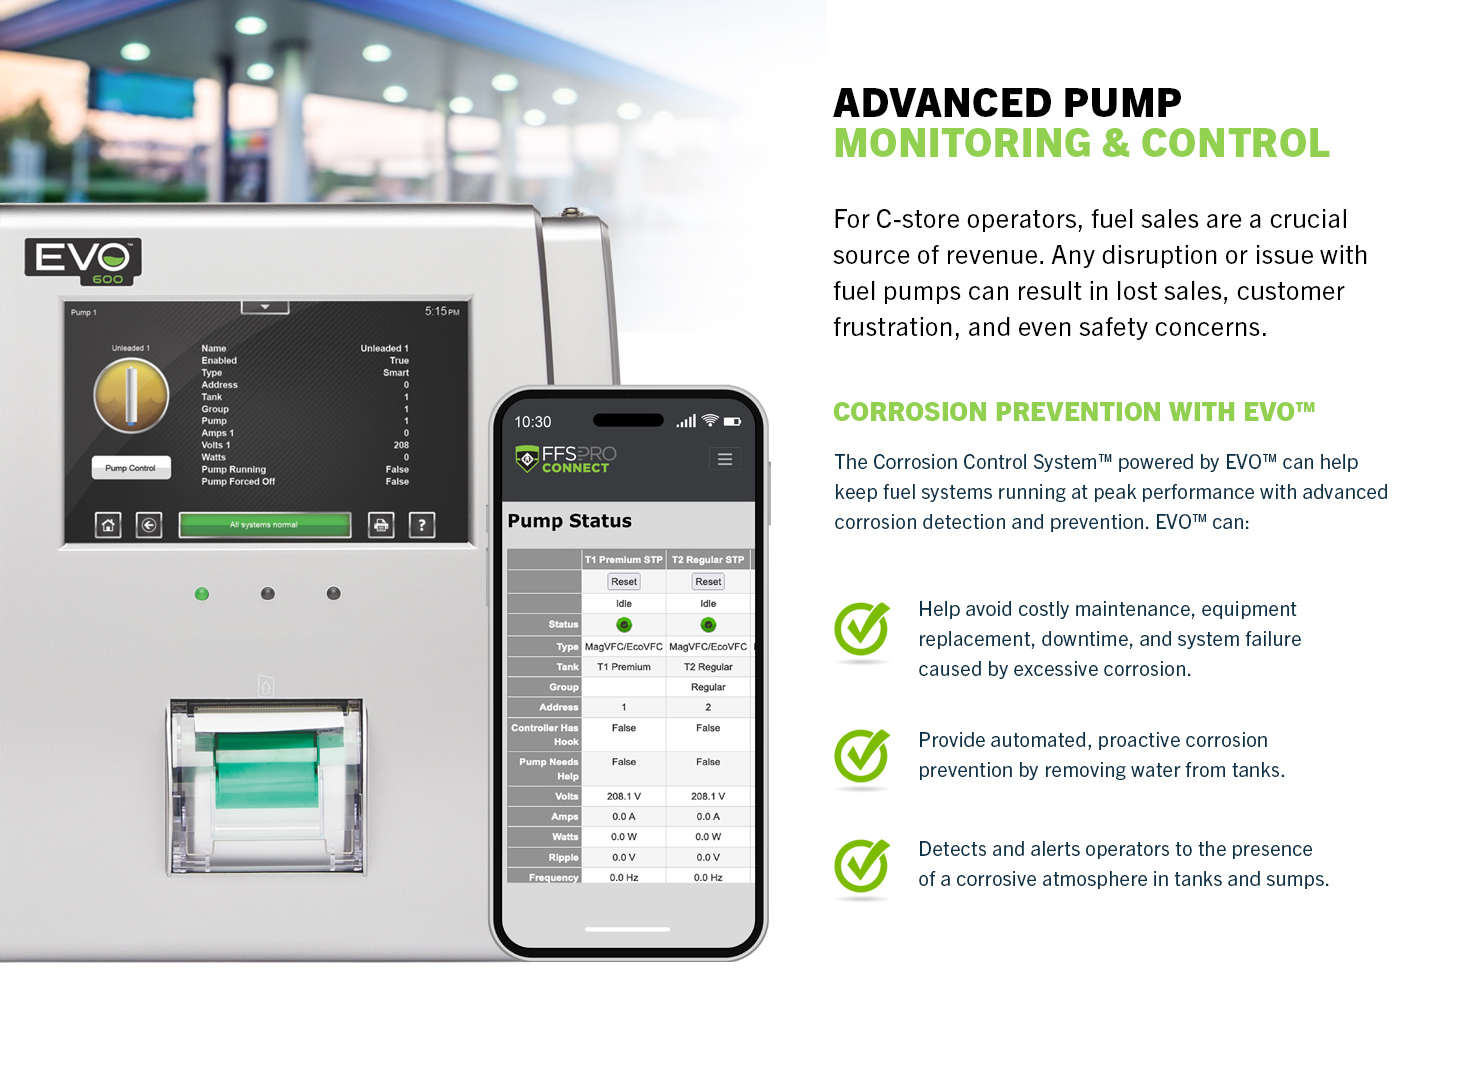 ADVANCED PUMP
MONITORING & CONTROL
For C-store operators, fuel sales are a crucial
source of revenue. Any disruption or issue with
fuel pumps can result in lost sales, customer
frustration, and even safety concerns.
CORROSION PREVENTION WITH EVO™
The Corrosion Control System™ powered by EVO™ can help
keep fuel systems running at peak performance with advanced
corrosion detection and prevention. EVO™ can:
Help avoid costly maintenance, equipment
replacement, downtime, and system failure
caused by excessive corrosion.
Provide automated, proactive corrosion
prevention by removing water from tanks.
Detects and alerts operators to the presence
of a corrosive atmosphere in tanks and sumps.
EVO™
600
Pump 1 5:15PM
Unleaded 1
Name Unleaded 1
Enabled True
Type Smart
Address 0
Tank 1
Group 1
Pump 1
Amps 1 0
Volts 1 208
Watts 0
Pump Running False
Pump Forced Off False
Pump Control
All systems normal
?
10:30
FFSPRO
CONNECT
Pump Status
T1 Premium STP T2 Regular STP
Reset Reset
Idle Idle
Status
Type MagVFC/EcoVFC MagVFC/EcoVFC
Tank T1 Premium T2 Regular
Group Regular
Address 1 2
Controller Has
Hook False False
Pump Needs
Help False False
Volts 208.1 V 208.1 V
Amps 0.0 A 0.0 A
Watts 0.0 W 0.0 W
Ripple 0.0 V 0.0 V
Frequency 0.0 Hz 0.0 Hz